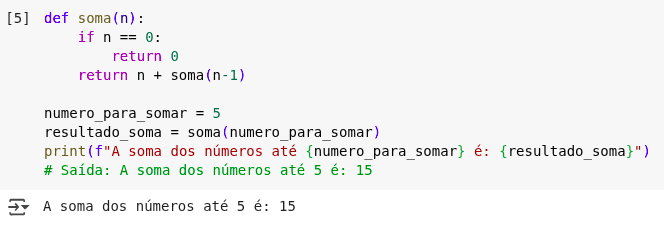 [5] def soma(n):
    if n == 0:
        return 0
    return n + soma(n-1)

numero_para_somar = 5
resultado_soma = soma(numero_para_somar)
print(f"A soma dos números até {numero_para_somar} é: {resultado_soma}")
# Saída: A soma dos números até 5 é: 15
A soma dos números até 5 é: 15